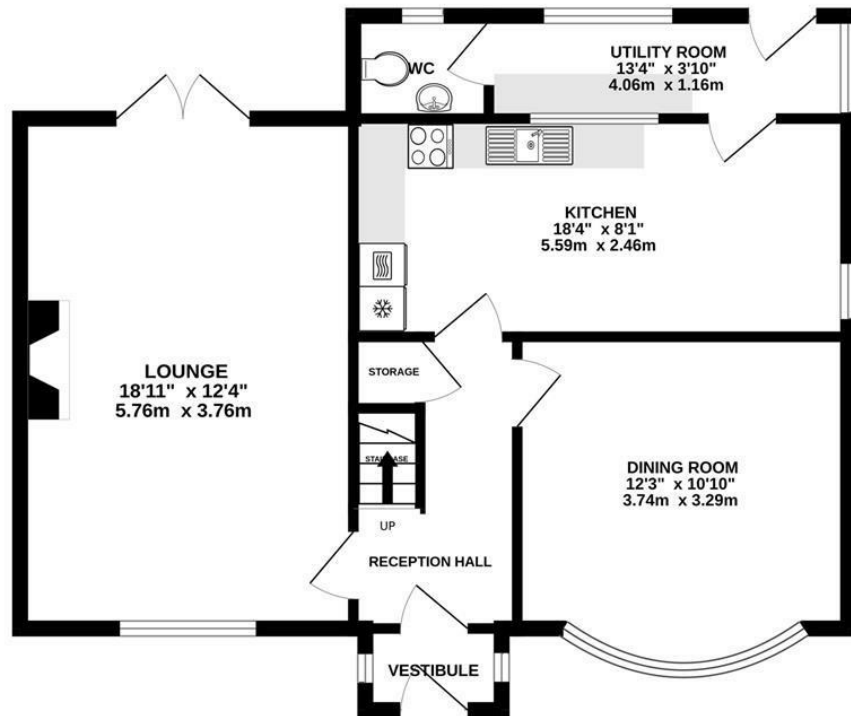 WC
UTILITY ROOM
13'4" x 3'10"
4.06m x 1.16m
KITCHEN
18'4" x 8'1"
5.59m x 2.46m
LOUNGE
18'11" x 12'4"
5.76m x 3.76m
STORAGE
STAIRCASE
UP
RECEPTION HALL
DINING ROOM
12'3" x 10'10"
3.74m x 3.29m
VESTIBULE